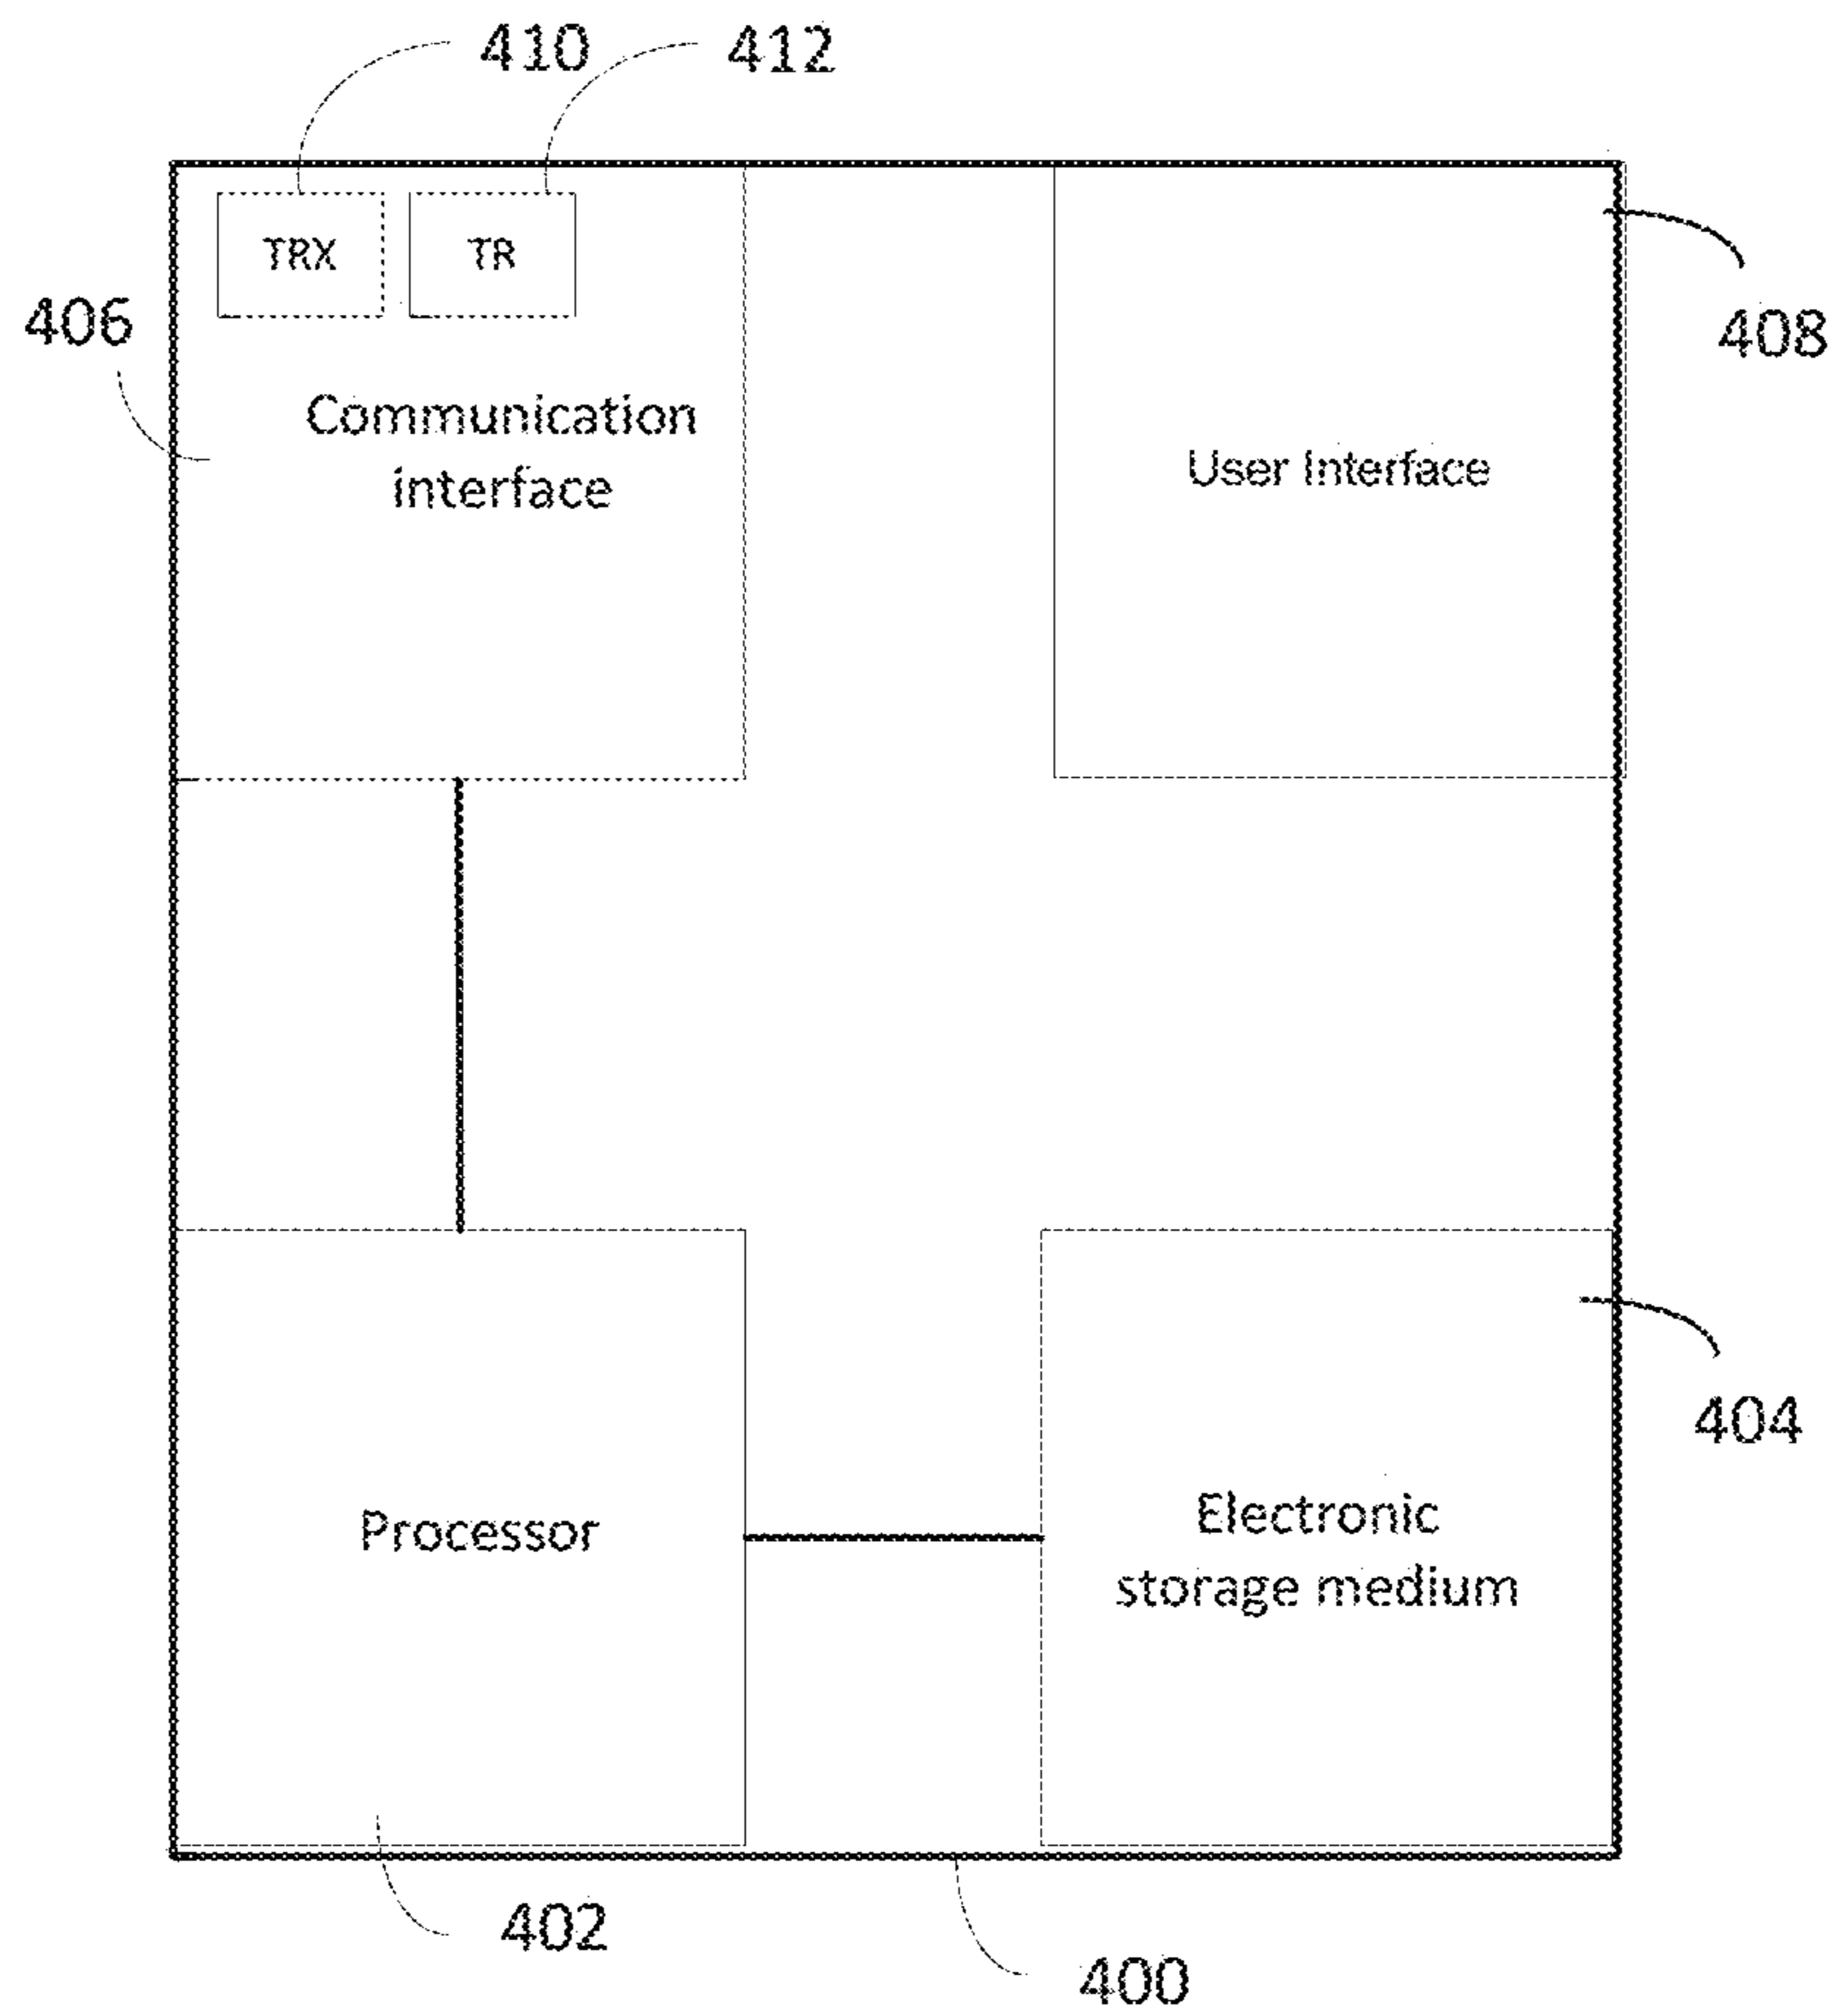 410
412
TRX
TR
406
408
Communication
interface
User Interface
404
Processor
Electronic
storage medium
402
400